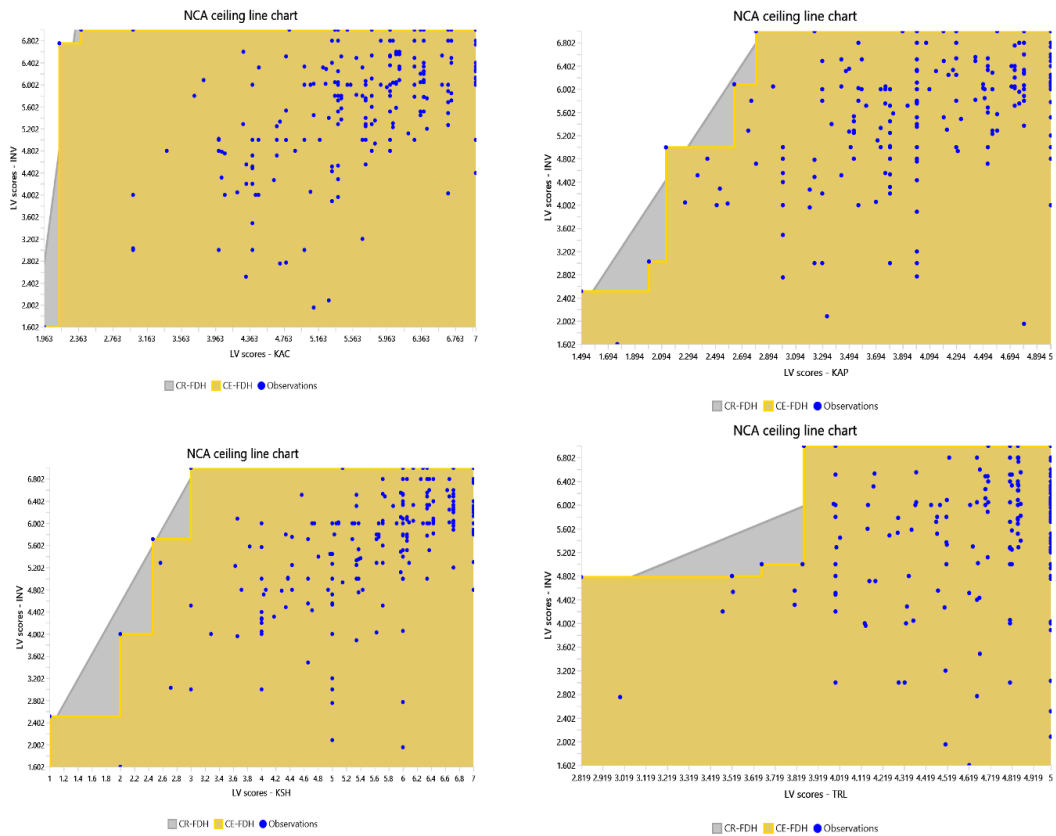 NCA ceiling line chart
LV scores - INV
6.802
6.402
6.002
5.602
5.202
4.802
4.402
4.002
3.602
3.202
2.802
2.402
2.002
1.602
1.963 2.363 2.763 3.163 3.563 3.963 4.363 4.763 5.163 5.563 5.963 6.363 6.763 7
LV scores - KAC
CR-FDH CE-FDH Observations
NCA ceiling line chart
LV scores - INV
6.802
6.402
6.002
5.602
5.202
4.802
4.402
4.002
3.602
3.202
2.802
2.402
2.002
1.602
1.494 1.694 1.894 2.094 2.294 2.494 2.694 2.894 3.094 3.294 3.494 3.694 3.894 4.094 4.294 4.494 4.694 4.894 5
LV scores - KAP
CR-FDH CE-FDH Observations
NCA ceiling line chart
LV scores - INV
6.802
6.402
6.002
5.602
5.202
4.802
4.402
4.002
3.602
3.202
2.802
2.402
2.002
1.602
1 1.2 1.4 1.6 1.8 2 2.2 2.4 2.6 2.8 3 3.2 3.4 3.6 3.8 4 4.2 4.4 4.6 4.8 5 5.2 5.4 5.6 5.8 6 6.2 6.4 6.6 6.8 7
LV scores - KSH
CR-FDH CE-FDH Observations
NCA ceiling line chart
LV scores - INV
6.802
6.402
6.002
5.602
5.202
4.802
4.402
4.002
3.602
3.202
2.802
2.402
2.002
1.602
2.819 2.919 3.019 3.119 3.219 3.319 3.419 3.519 3.619 3.719 3.819 3.919 4.019 4.119 4.219 4.319 4.419 4.519 4.619 4.719 4.819 4.919 5
LV scores - TRL
CR-FDH CE-FDH Observations